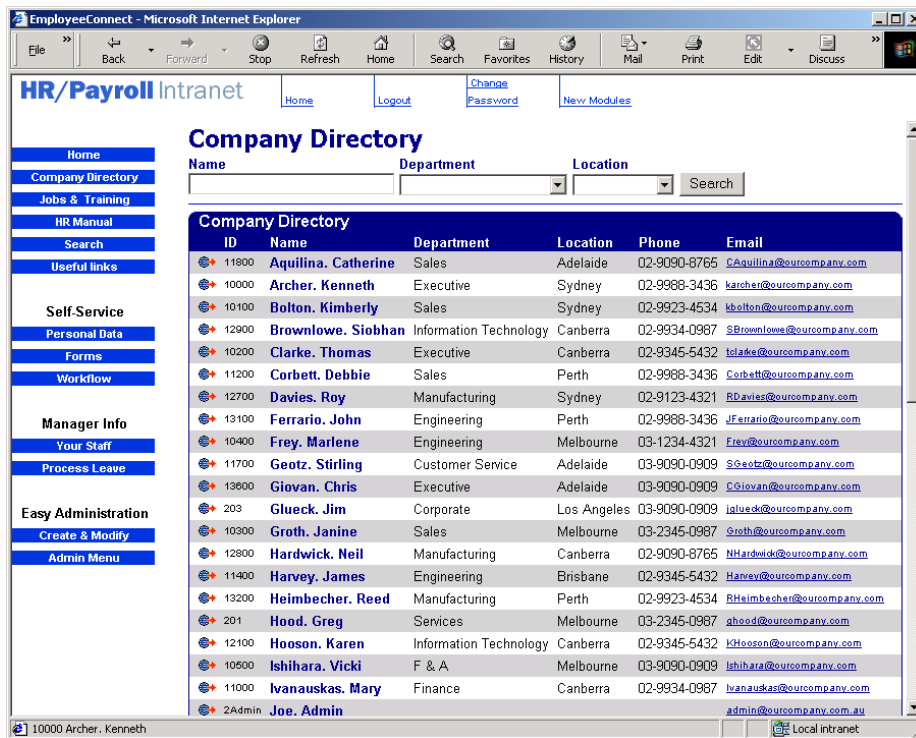 EmployeeConnect - Microsoft Internet Explorer
File » Back Forward Stop Refresh Home Search Favorites History Mail Print Edit Discuss »
HR/Payroll Intranet
Home Logout Change Password New Modules
Company Directory
Name Department Location
Search
Home
Company Directory
Jobs & Training
HR Manual
Search
Useful links
Self-Service
Personal Data
Forms
Workflow
Manager Info
Your Staff
Process Leave
Easy Administration
Create & Modify
Admin Menu
Company Directory
ID Name Department Location Phone Email
11800 Aquilina. Catherine Sales Adelaide 02-9090-8765 CAquilina@ourcompany.com
10000 Archer. Kenneth Executive Sydney 02-9988-3436 karcher@ourcompany.com
10100 Bolton. Kimberly Sales Sydney 02-9923-4534 kbolton@ourcompany.com
12900 Brownlowe. Siobhan Information Technology Canberra 02-9934-0987 SBrownlowe@ourcompany.com
10200 Clarke. Thomas Executive Canberra 02-9345-5432 tclarke@ourcompany.com
11200 Corbett. Debbie Sales Perth 02-9988-3436 Corbett@ourcompany.com
12700 Davies. Roy Manufacturing Sydney 02-9123-4321 RDavies@ourcompany.com
13100 Ferrario. John Engineering Perth 02-9988-3436 JFerrario@ourcompany.com
10400 Frey. Marlene Engineering Melbourne 03-1234-4321 Frey@ourcompany.com
11700 Geotz. Stirling Customer Service Adelaide 03-9090-0909 SGeotz@ourcompany.com
13600 Giovan. Chris Executive Adelaide 03-9090-0909 CGiovan@ourcompany.com
203 Glueck. Jim Corporate Los Angeles 03-9090-0909 jglueck@ourcompany.com
10300 Groth. Janine Sales Melbourne 03-2345-0987 Groth@ourcompany.com
12800 Hardwick. Neil Manufacturing Canberra 02-9090-8765 NHardwick@ourcompany.com
11400 Harvey. James Engineering Brisbane 02-9345-5432 Harvey@ourcompany.com
13200 Heimbecher. Reed Manufacturing Perth 02-9923-4534 RHeimbecher@ourcompany.com
201 Hood. Greg Services Melbourne 03-2345-0987 ghood@ourcompany.com
12100 Hooson. Karen Information Technology Canberra 02-9345-5432 KHooson@ourcompany.com
10500 Ishihara. Vicki F & A Melbourne 03-9090-0909 Ishihara@ourcompany.com
11000 Ivanauskas. Mary Finance Canberra 02-9934-0987 Ivanauskas@ourcompany.com
2Admin Joe. Admin admin@ourcompany.com.au
10000 Archer. Kenneth Local intranet